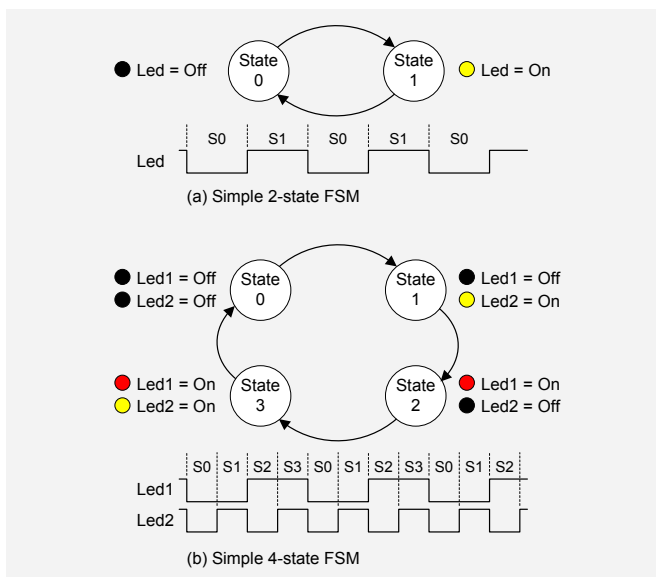 Led = Off
State
0
State
1
Led = On
S0 S1 S0 S1 S0
Led
(a) Simple 2-state FSM
Led1 = Off
Led2 = Off
State
0
State
1
Led1 = Off
Led2 = On
Led1 = On
Led2 = On
State
3
State
2
Led1 = On
Led2 = Off
S0 S1 S2 S3 S0 S1 S2 S3 S0 S1 S2
Led1
Led2
(b) Simple 4-state FSM